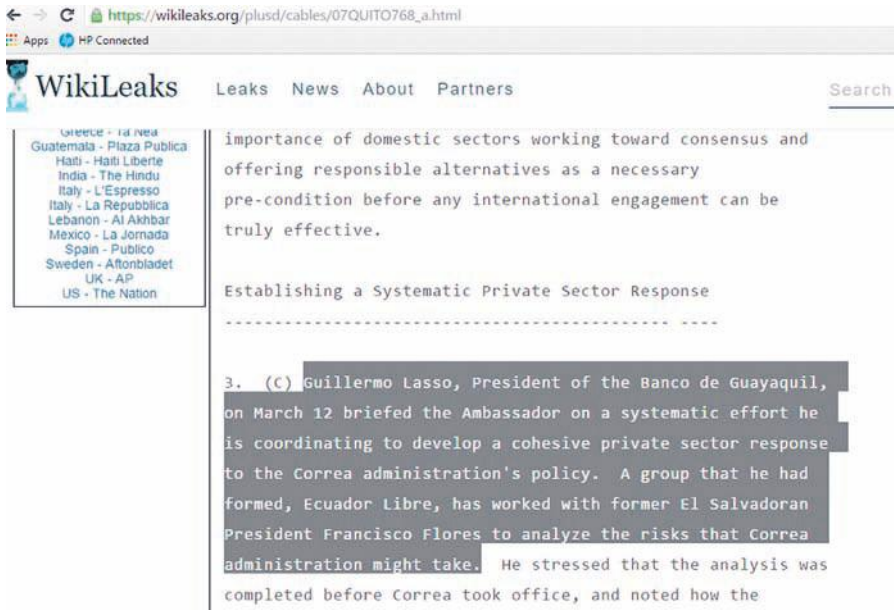 https://wikileaks.org/plusd/cables/07QUITO768_a.html
Apps HP Connected
WikiLeaks Leaks News About Partners Search
Greece - Ta Nea
Guatemala - Plaza Publica
Haiti - Haiti Liberte
India - The Hindu
Italy - L'Espresso
Italy - La Repubblica
Lebanon - Al Akhbar
Mexico - La Jornada
Spain - Publico
Sweden - Aftonbladet
UK - AP
US - The Nation
importance of domestic sectors working toward consensus and
offering responsible alternatives as a necessary
pre-condition before any international engagement can be
truly effective.
Establishing a Systematic Private Sector Response
--------------------------------------------- ----
3. (C) Guillermo Lasso, President of the Banco de Guayaquil,
on March 12 briefed the Ambassador on a systematic effort he
is coordinating to develop a cohesive private sector response
to the Correa administration's policy. A group that he had
formed, Ecuador Libre, has worked with former El Salvadoran
President Francisco Flores to analyze the risks that Correa
administration might take. He stressed that the analysis was
completed before Correa took office, and noted how the